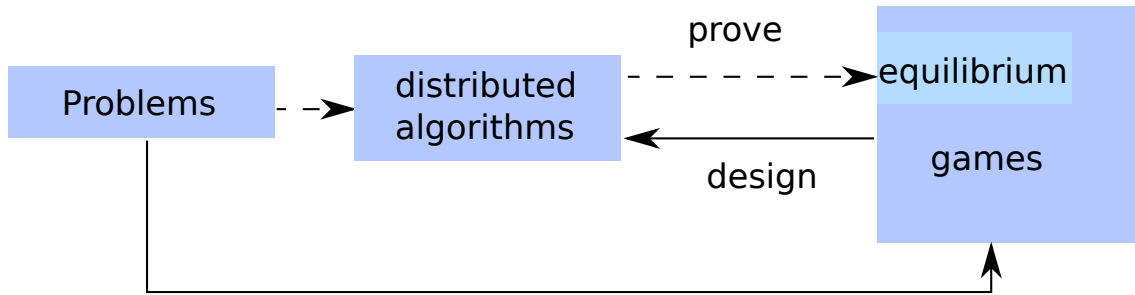 Problems
distributed
algorithms
prove
design
equilibrium
games